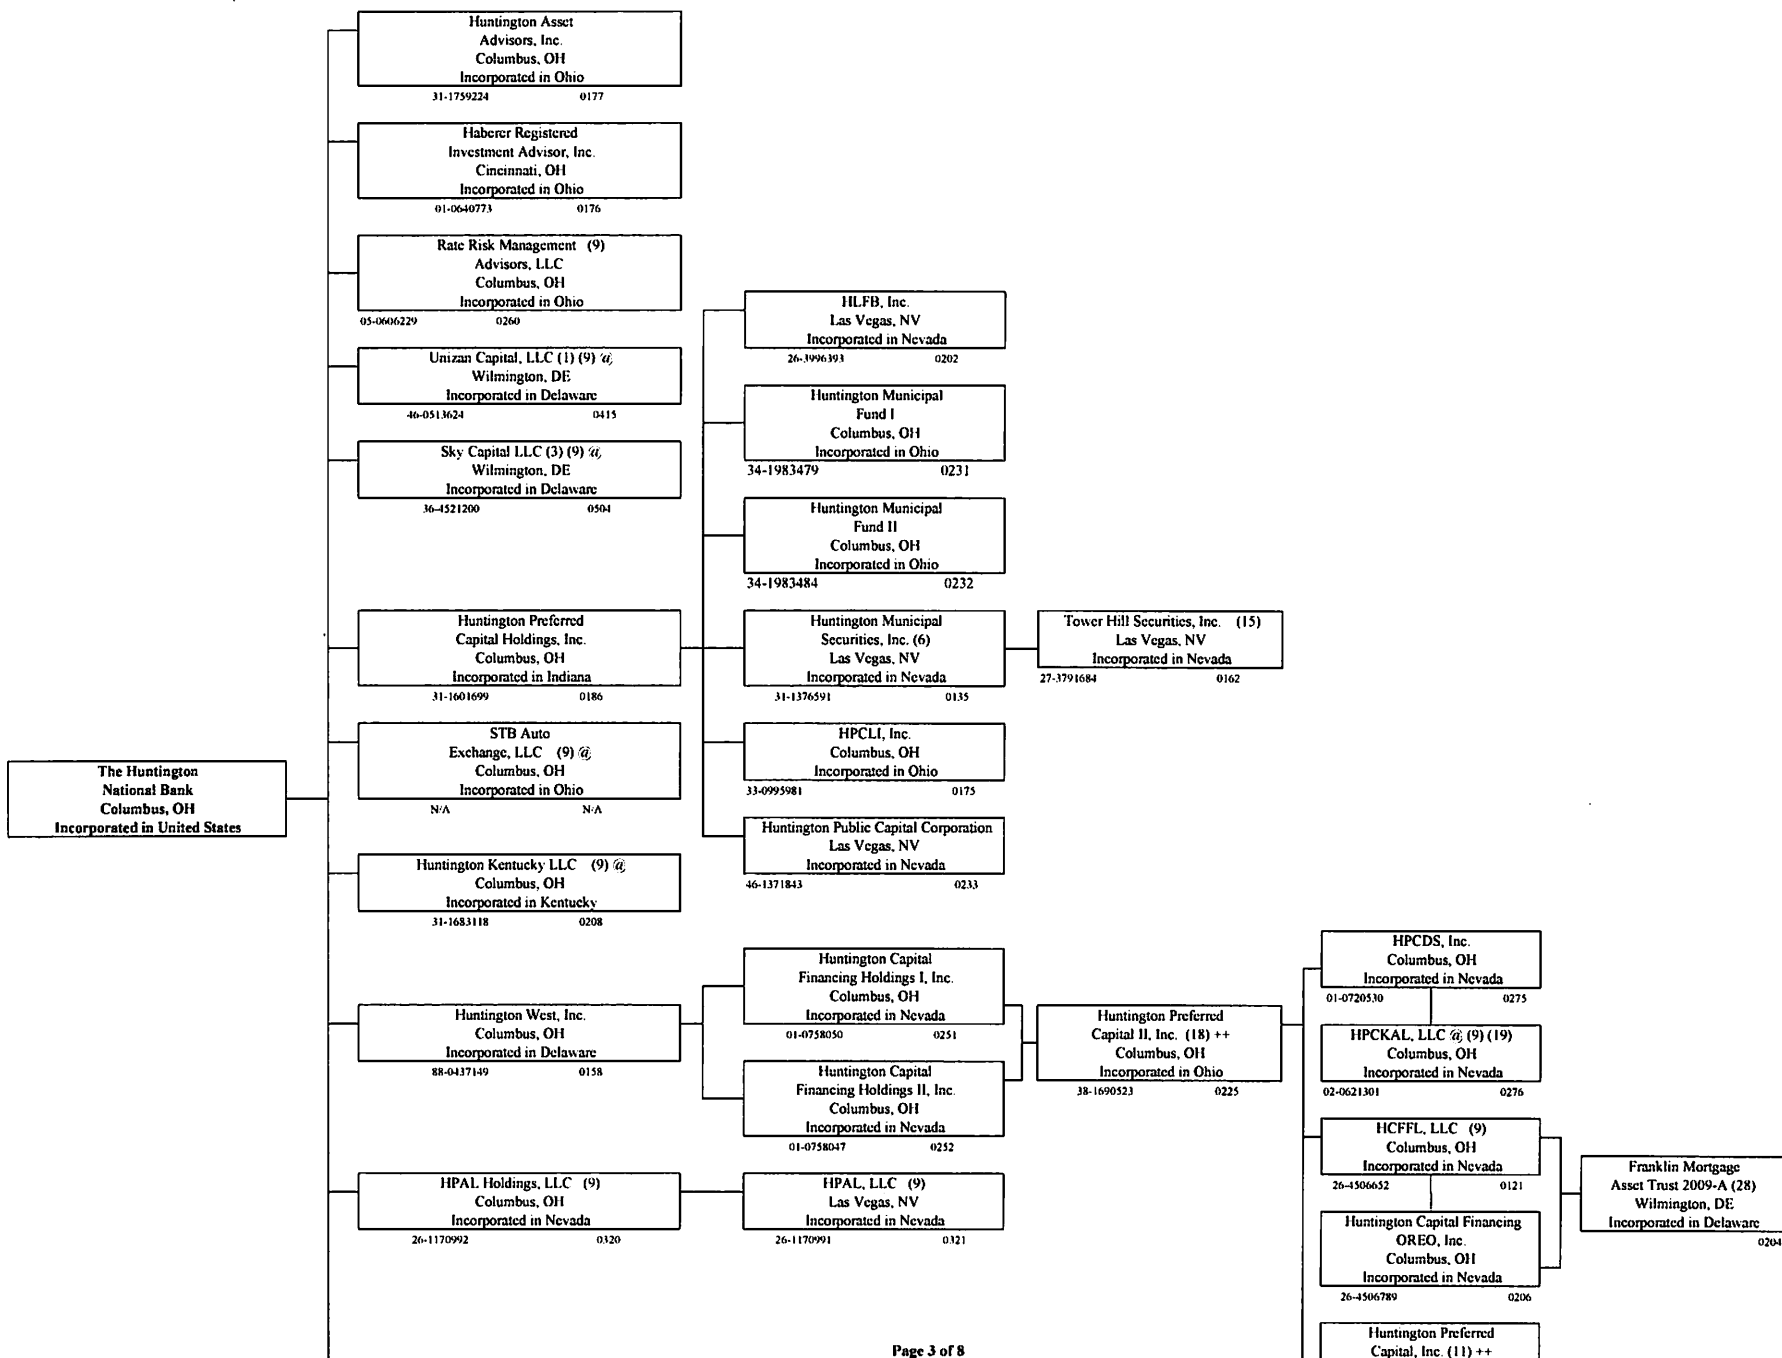 Huntington Asset
Advisors, Inc.
Columbus, OH
Incorporated in Ohio
31-1759224 0177
Haberer Registered
Investment Advisor, Inc.
Cincinnati, OH
Incorporated in Ohio
01-0640773 0176
Rate Risk Management (9)
Advisors, LLC
Columbus, OH
Incorporated in Ohio
05-0606229 0260
Unizan Capital, LLC (1) (9) @
Wilmington, DE
Incorporated in Delaware
46-0513624 0415
Sky Capital LLC (3) (9) @
Wilmington, DE
Incorporated in Delaware
36-4521200 0504
Huntington Preferred
Capital Holdings, Inc.
Columbus, OH
Incorporated in Indiana
31-1601699 0186
STB Auto
Exchange, LLC (9) @
Columbus, OH
Incorporated in Ohio
N/A N/A
The Huntington
National Bank
Columbus, OH
Incorporated in United States
Huntington Kentucky LLC (9) @
Columbus, OH
Incorporated in Kentucky
31-1683118 0208
Huntington West, Inc.
Columbus, OH
Incorporated in Delaware
88-0437149 0158
HPAL Holdings, LLC (9)
Columbus, OH
Incorporated in Nevada
26-1170992 0320
HLFB, Inc.
Las Vegas, NV
Incorporated in Nevada
26-3996393 0202
Huntington Municipal
Fund I
Columbus, OH
Incorporated in Ohio
34-1983479 0231
Huntington Municipal
Fund II
Columbus, OH
Incorporated in Ohio
34-1983484 0232
Huntington Municipal
Securities, Inc. (6)
Las Vegas, NV
Incorporated in Nevada
31-1376591 0135
Tower Hill Securities, Inc. (15)
Las Vegas, NV
Incorporated in Nevada
27-3791684 0162
HPCLI, Inc.
Columbus, OH
Incorporated in Ohio
33-0995981 0175
Huntington Public Capital Corporation
Las Vegas, NV
Incorporated in Nevada
46-1371843 0233
Huntington Capital
Financing Holdings I, Inc.
Columbus, OH
Incorporated in Nevada
01-0758050 0251
Huntington Capital
Financing Holdings II, Inc.
Columbus, OH
Incorporated in Nevada
01-0758047 0252
HPAL, LLC (9)
Las Vegas, NV
Incorporated in Nevada
26-1170991 0321
Huntington Preferred
Capital II, Inc. (18) ++
Columbus, OH
Incorporated in Ohio
38-1690523 0225
HPCDS, Inc.
Columbus, OH
Incorporated in Nevada
01-0720530 0275
HPCKAL, LLC @ (9) (19)
Columbus, OH
Incorporated in Nevada
02-0621301 0276
HCFFL, LLC (9)
Columbus, OH
Incorporated in Nevada
26-4506652 0121
Huntington Capital Financing
OREO, Inc.
Columbus, OH
Incorporated in Nevada
26-4506789 0206
Franklin Mortgage
Asset Trust 2009-A (28)
Wilmington, DE
Incorporated in Delaware
0204
Huntington Preferred
Capital, Inc. (11) ++
Page 3 of 8